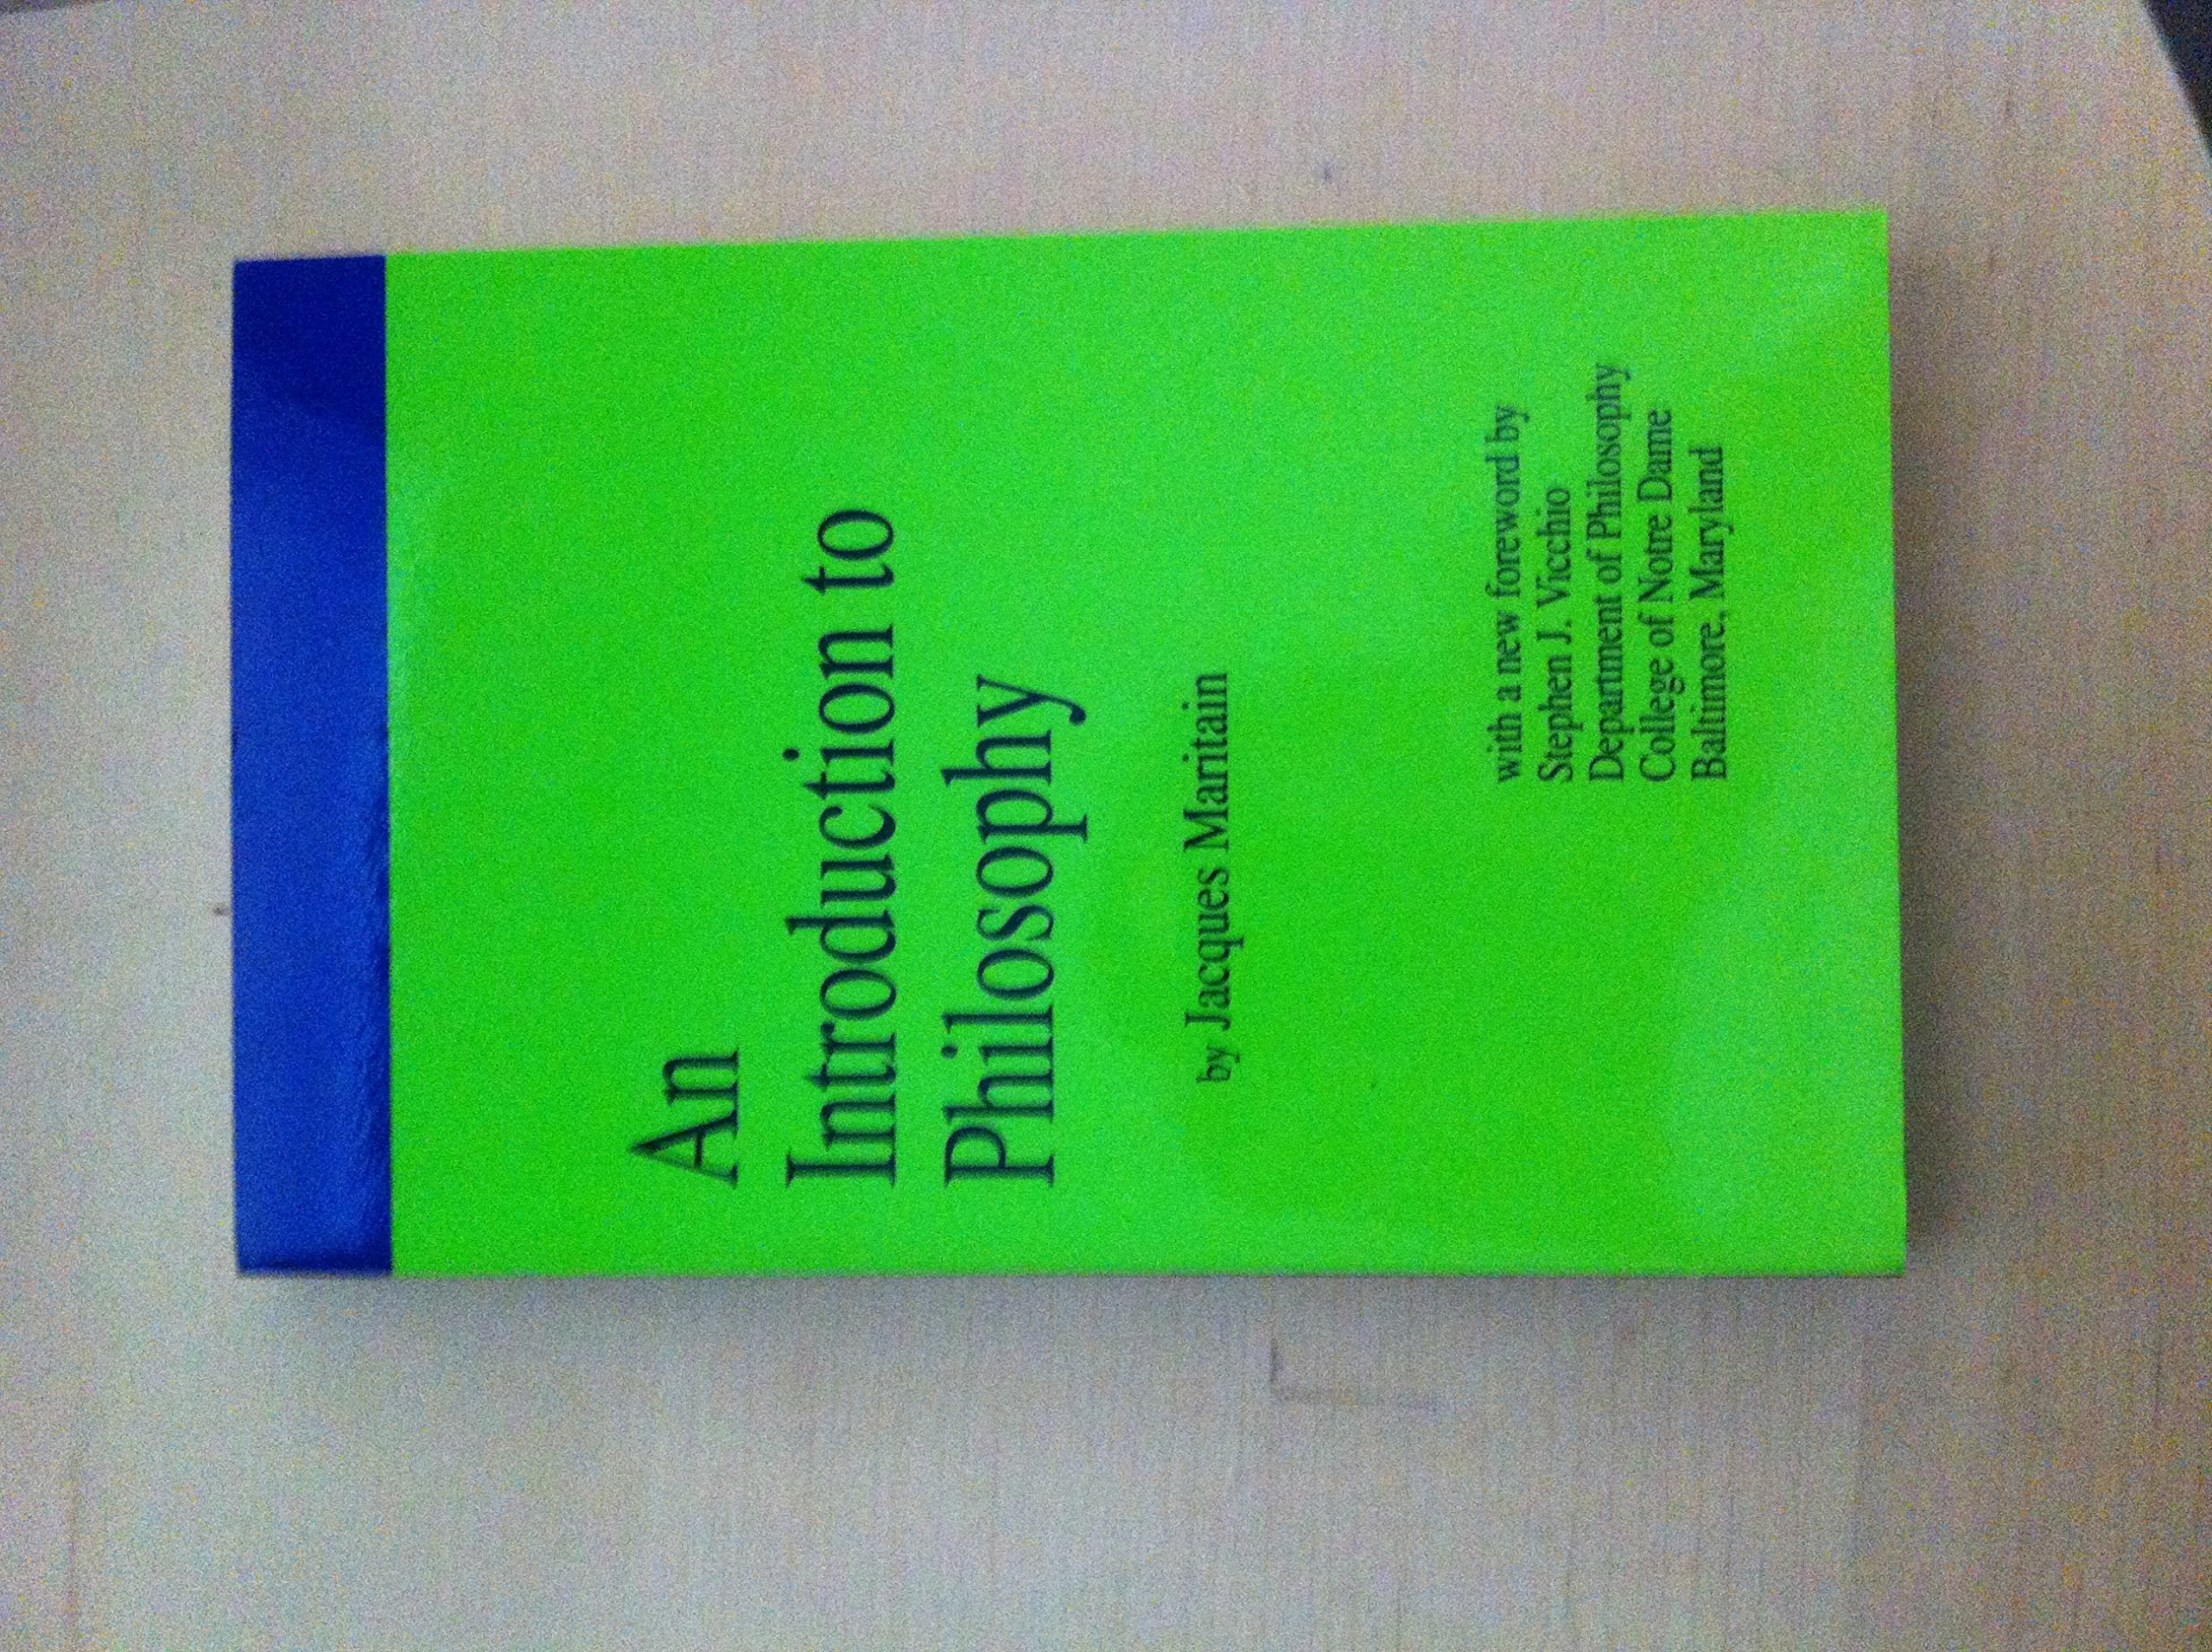 An
Introduction to
Philosophy
by Jacques Maritain
with a new foreword by
Stephen J. Vicchio
Department of Philosophy
College of Notre Dame
Baltimore, Maryland